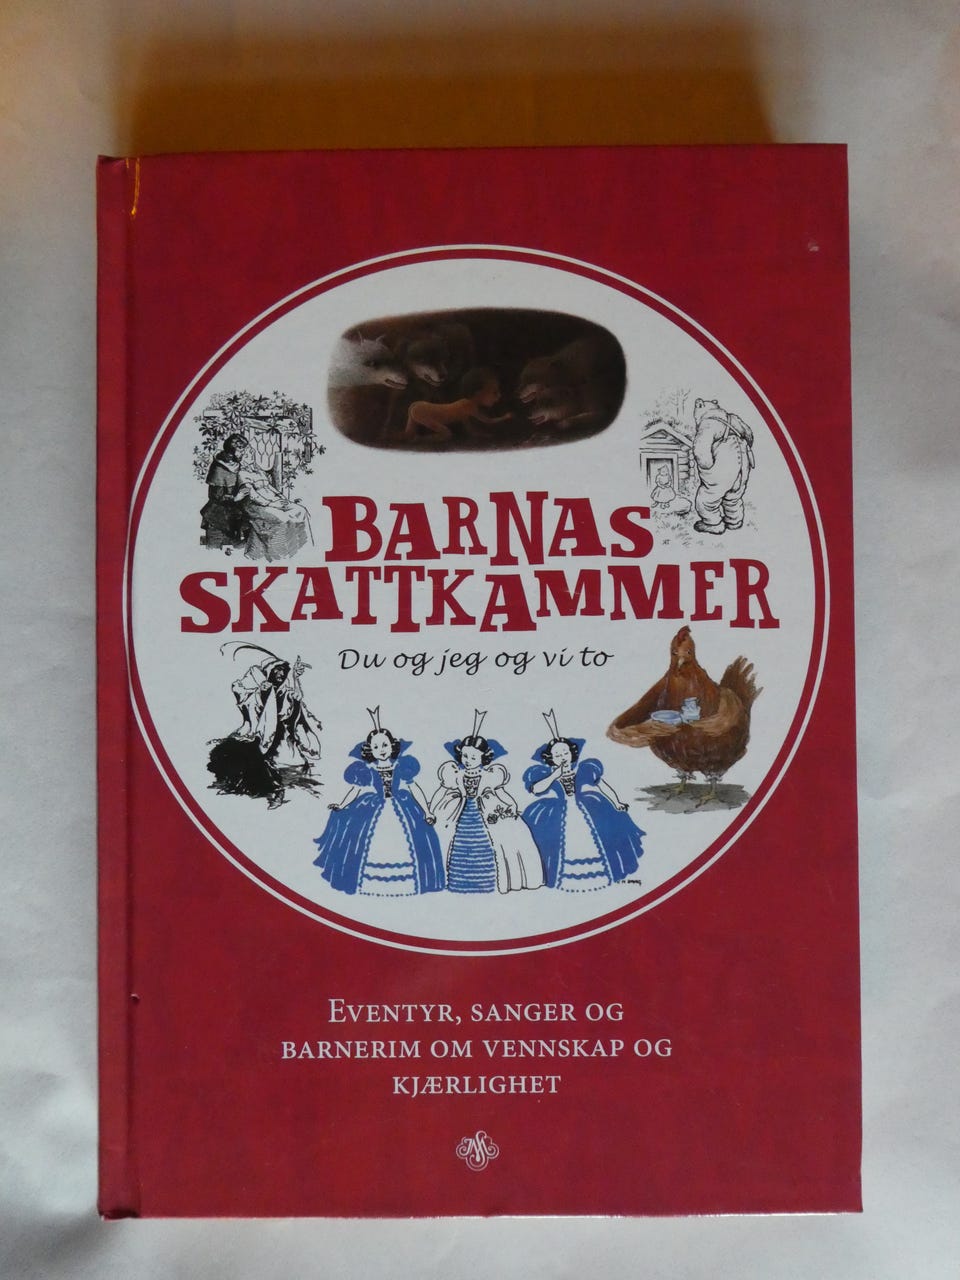 BARNAS
SKATTKAMMER
Du og jeg og vi to
EVENTYR, SANGER OG
BARNERIM OM VENNSKAP OG
KJÆRLIGHET